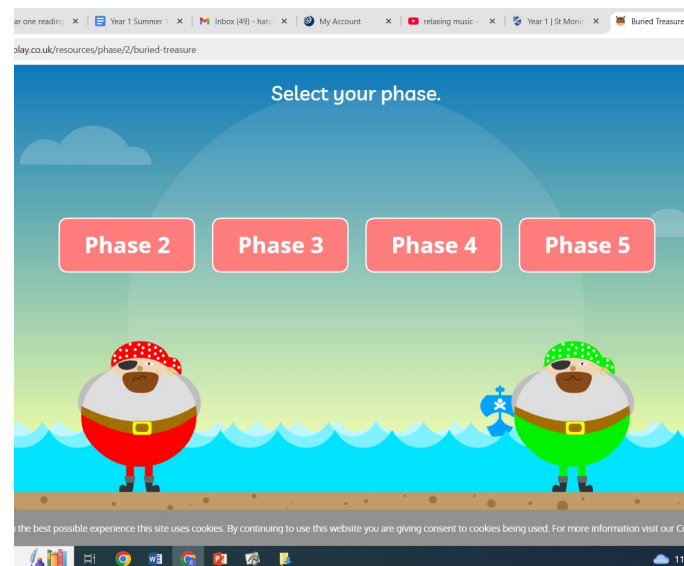 ar one reading
Year 1 Summer
Inbox (49) - hatc
My Account
relaxing music -
Year 1 | St Monic
Buried Treasure
play.co.uk/resources/phase/2/buried-treasure
Select your phase.
Phase 2
Phase 3
Phase 4
Phase 5
the best possible experience this site uses cookies. By continuing to use this website you are giving consent to cookies being used. For more information visit our C
11